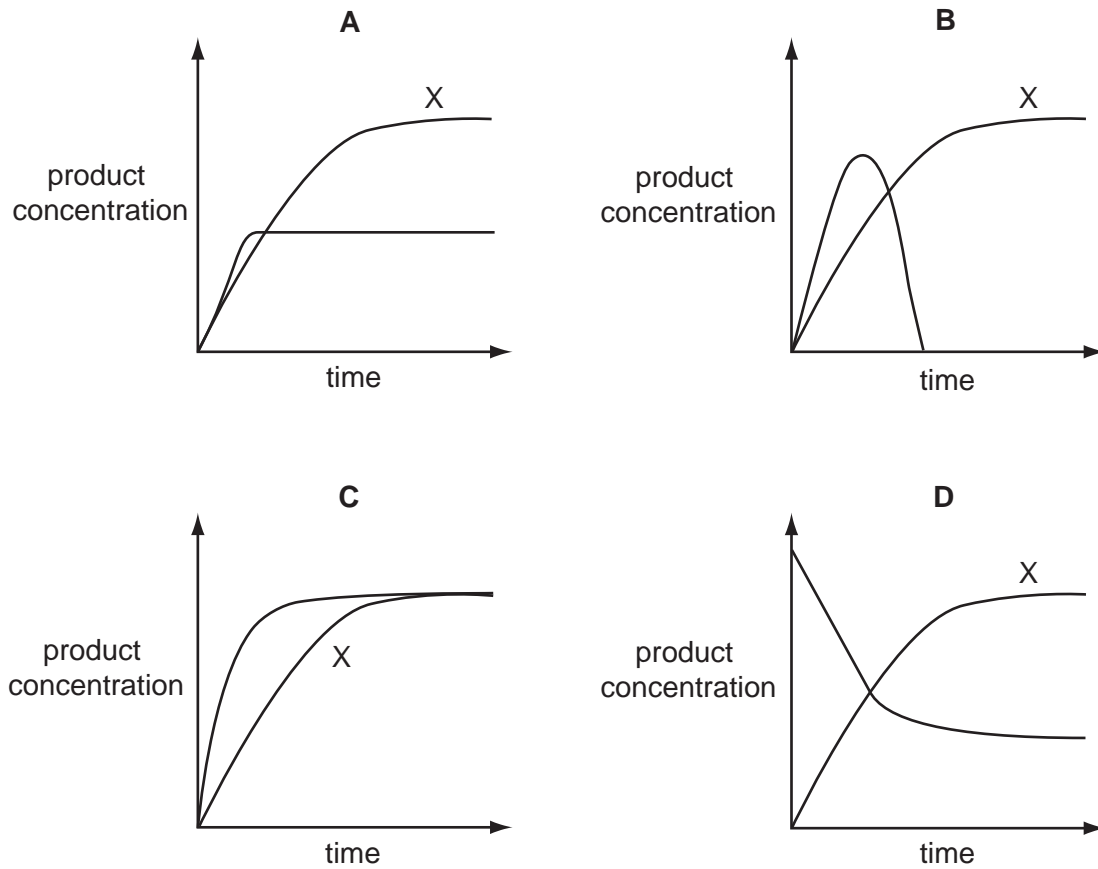 A
X
product
concentration
time
B
X
product
concentration
time
C
X
product
concentration
time
D
X
product
concentration
time